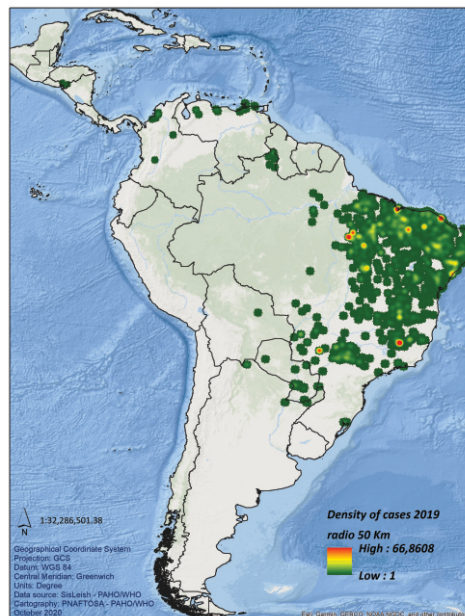 Density of cases 2019
radio 50 Km
High : 66,8608
Low : 1
1:32,286,501.38
N
Geographical Coordinate System
Projection: GCS
Datum: WGS 84
Central Meridian: Greenwich
Units: Degree
Data source: SisLeish - PAHO/WHO
Cartography: PNAFTOSA - PAHO/WHO
October 2020